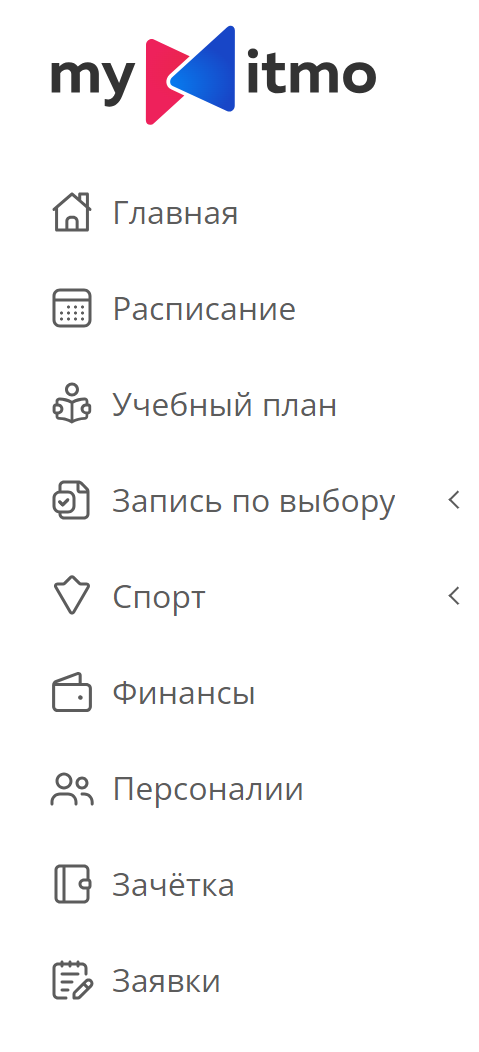 my itmo
Главная
Расписание
Учебный план
Запись по выбору
Спорт
Финансы
Персоналии
Зачётка
Заявки